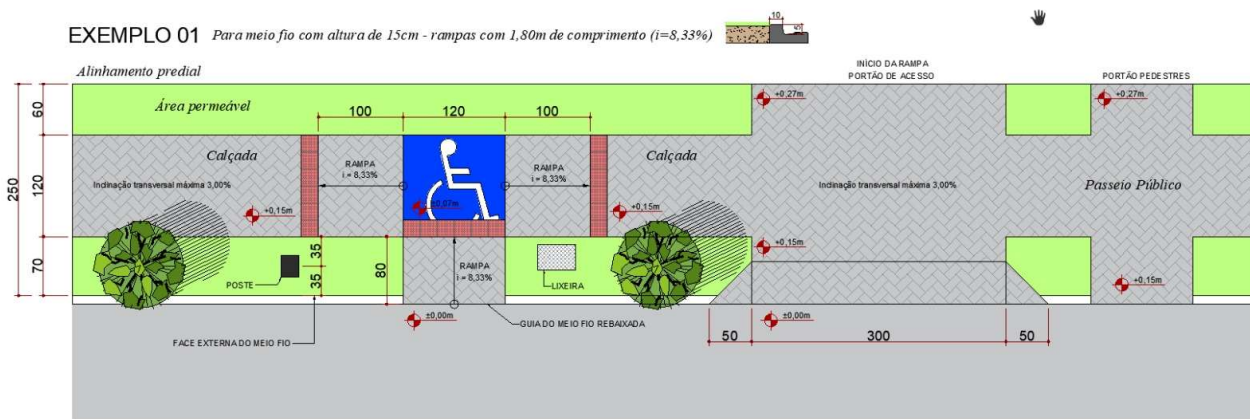 EXEMPLO 01 Para meio fio com altura de 15cm - rampas com 1,80m de comprimento (i=8,33%)
10
15
Alinhamento predial
INÍCIO DA RAMPA
PORTÃO DE ACESSO
PORTÃO PEDESTRES
Área permeável
+0,27m
+0,27m
60
100
120
100
Calçada
RAMPA
i = 8,33%
RAMPA
i = 8,33%
Calçada
250
120
Inclinação transversal máxima 3,00%
Inclinação transversal máxima 3,00%
Passeio Público
+0,15m
±0,07m
+0,15m
+0,15m
70
35
35
80
RAMPA
i = 8,33%
POSTE
LIXEIRA
+0,15m
±0,00m
GUIA DO MEIO FIO REBAIXADA
±0,00m
FACE EXTERNA DO MEIO FIO
50
300
50